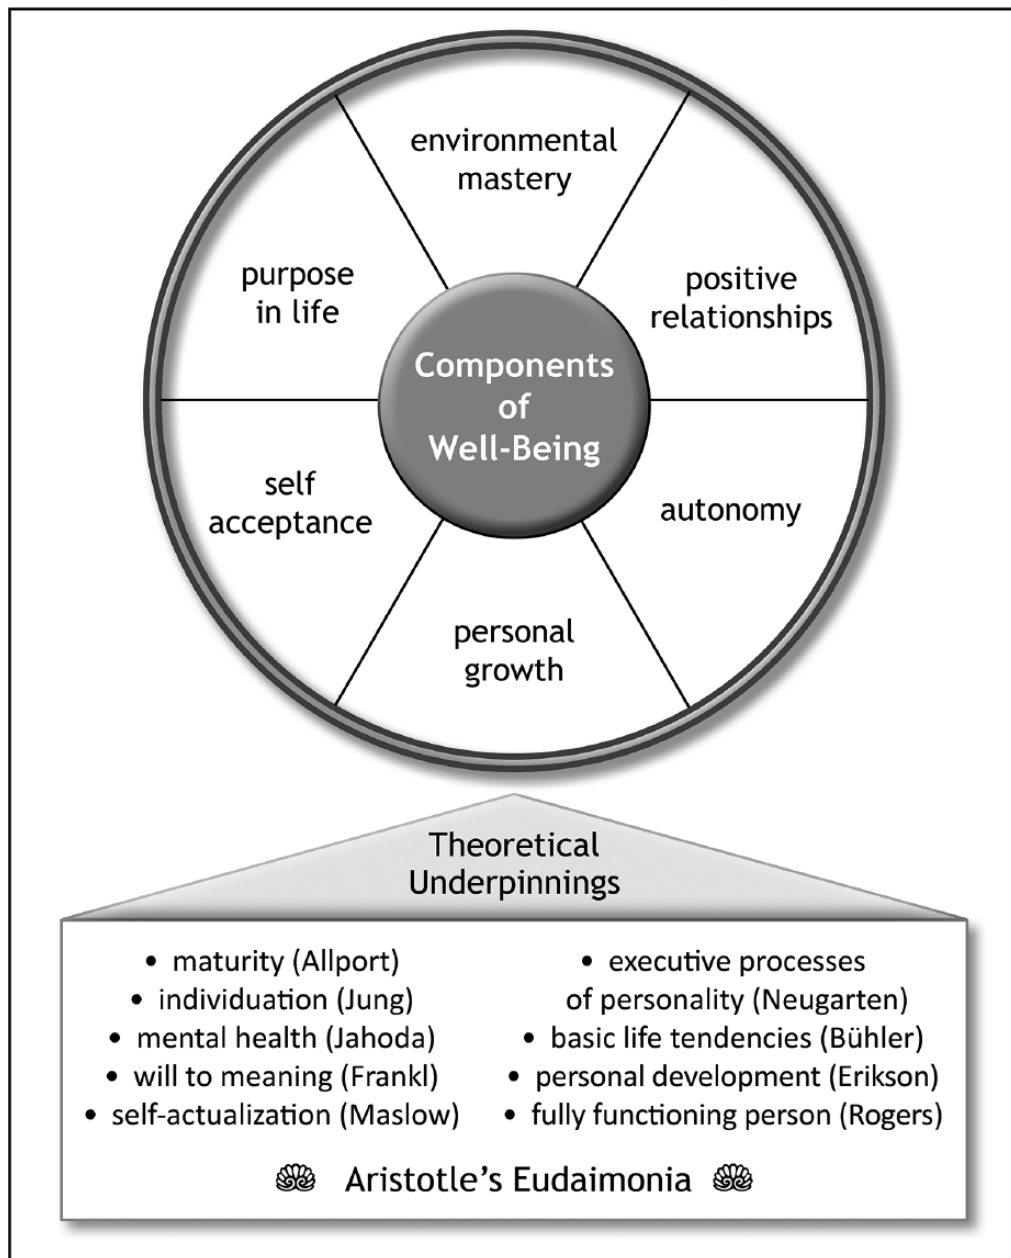 environmental
mastery
positive
relationships
autonomy
personal
growth
self
acceptance
purpose
in life
Components
of
Well-Being
Theoretical
Underpinnings
• maturity (Allport)
• individuation (Jung)
• mental health (Jahoda)
• will to meaning (Frankl)
• self-actualization (Maslow)
• executive processes
of personality (Neugarten)
• basic life tendencies (Bühler)
• personal development (Erikson)
• fully functioning person (Rogers)
Aristotle’s Eudaimonia